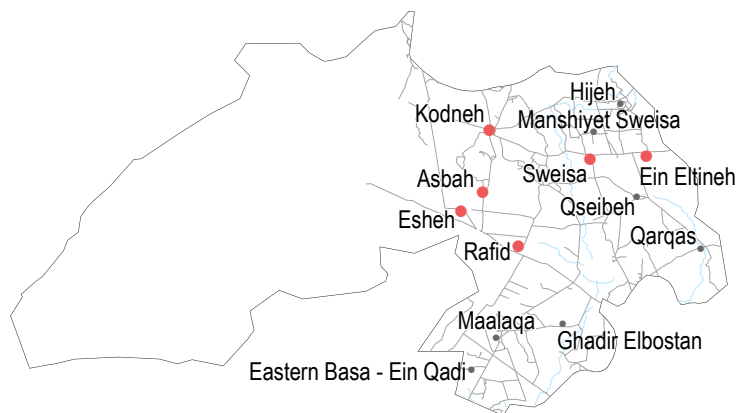 Hijeh
Kodneh
Manshiyet Sweisa
Asbah
Sweisa
Ein Eltineh
Esheh
Qseibeh
Rafid
Qarqas
Maalaqa
Ghadir Elbostan
Eastern Basa - Ein Qadi